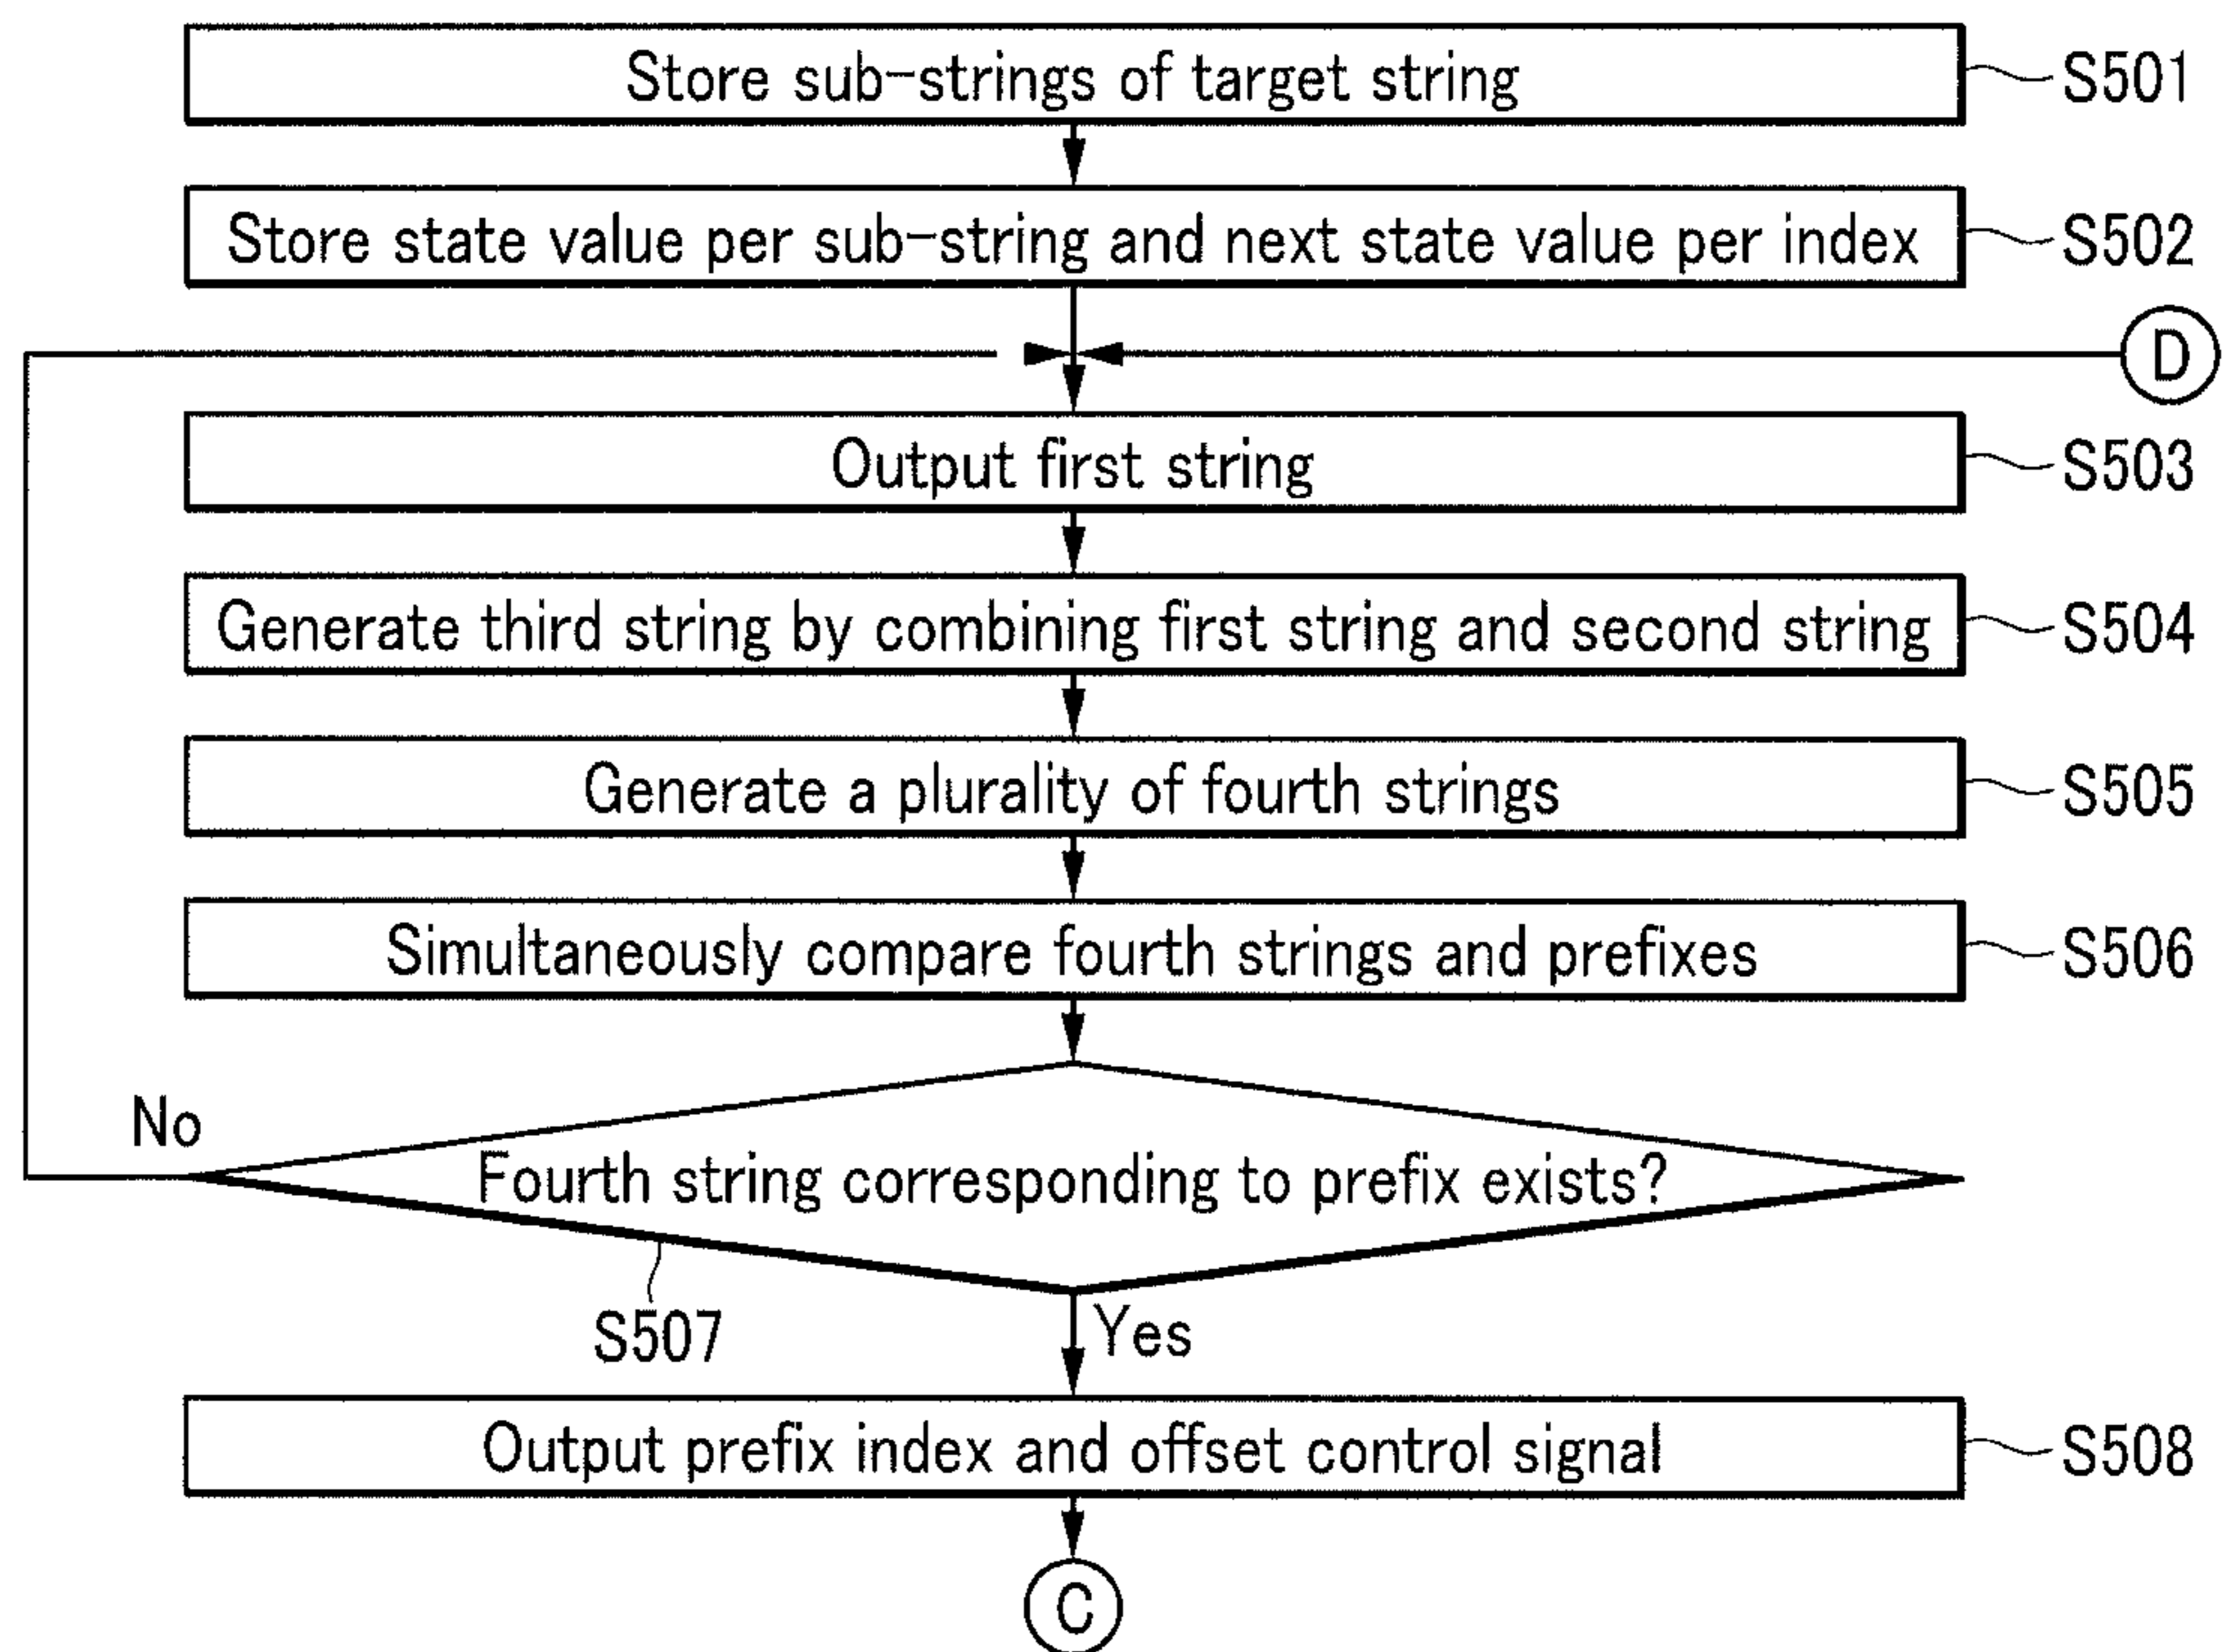 Store sub-strings of target string
S501
Store state value per sub-string and next state value per index
S502
D
Output first string
S503
Generate third string by combining first string and second string
S504
Generate a plurality of fourth strings
S505
Simultaneously compare fourth strings and prefixes
S506
No
Fourth string corresponding to prefix exists?
S507
Yes
Output prefix index and offset control signal
S508
C